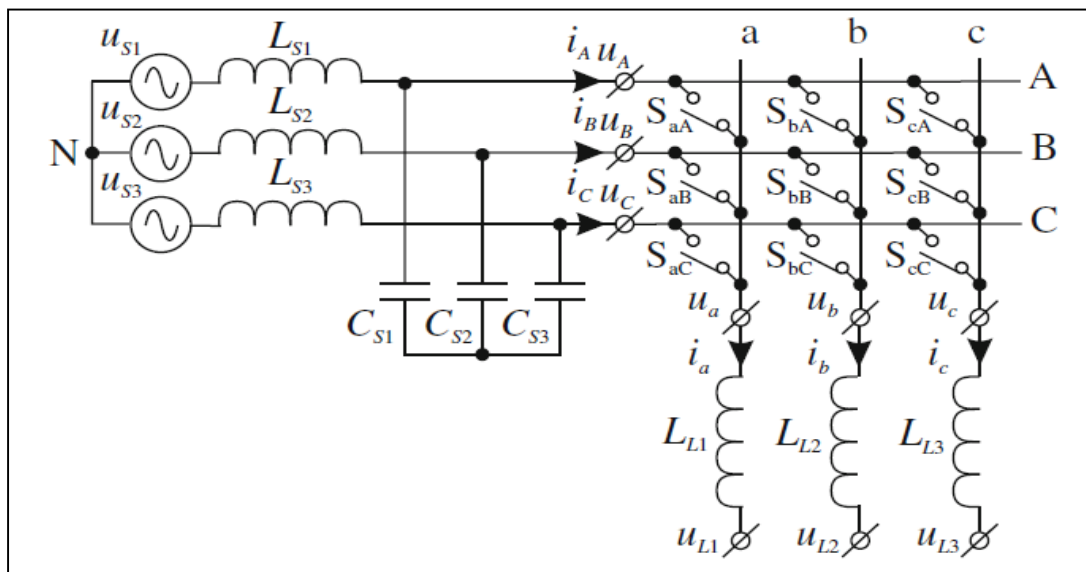 u_S1 L_S1 i_A u_A a b c A
S_aA S_bA S_cA
u_S2 L_S2 i_B u_B B
N
S_aB S_bB S_cB
u_S3 L_S3 i_C u_C C
S_aC S_bC S_cC
C_S1 C_S2 C_S3 u_a u_b u_c
i_a i_b i_c
L_L1 L_L2 L_L3
u_L1 u_L2 u_L3